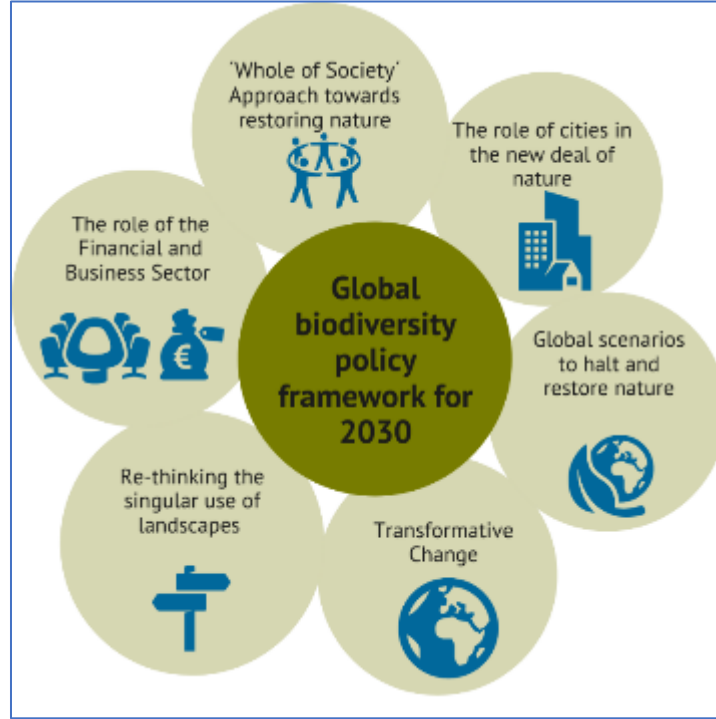 ‘Whole of Society‘
Approach towards
restoring nature
The role of cities in
the new deal of
nature
The role of the
Financial and
Business Sector
€
Global
biodiversity
policy
framework for
2030
Global scenarios
to halt and
restore nature
Re-thinking the
singular use of
landscapes
Transformative
Change